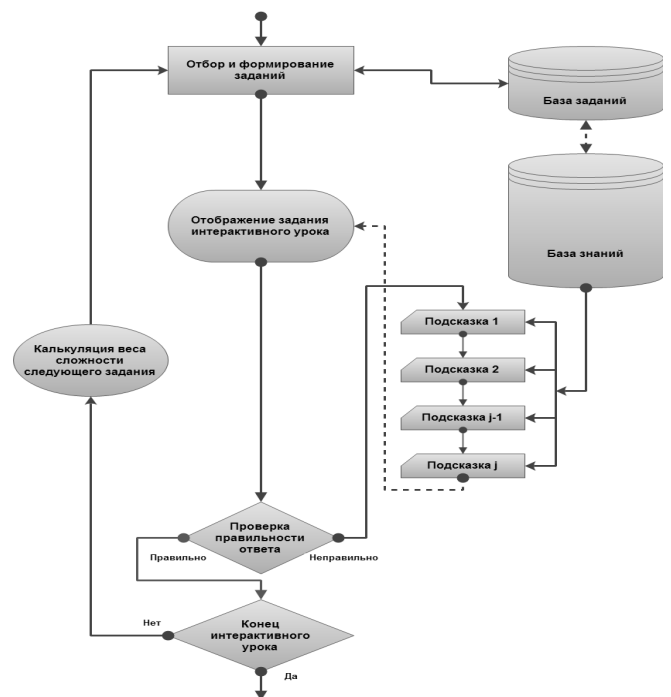 Отбор и формирование
заданий
База заданий
Отображение задания
интерактивного урока
База знаний
Подсказка 1
Калькуляция веса
сложности
следующего задания
Подсказка 2
Подсказка j-1
Подсказка j
Проверка
правильности
ответа
Правильно
Неправильно
Конец
интерактивного
урока
Нет
Да